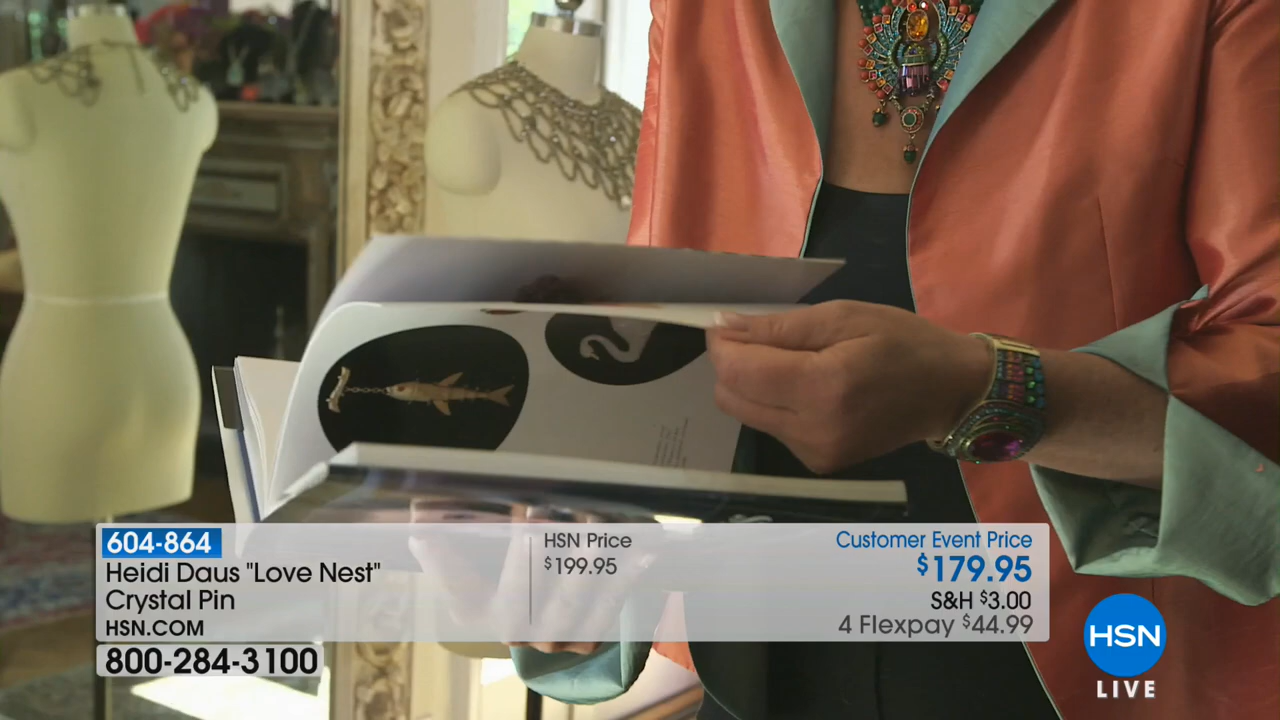 604-864
Heidi Daus "Love Nest"
Crystal Pin
HSN.COM
800-284-3100
HSN Price
$199.95
Customer Event Price
$179.95
S&H $3.00
4 Flexpay $44.99
HSN
LIVE